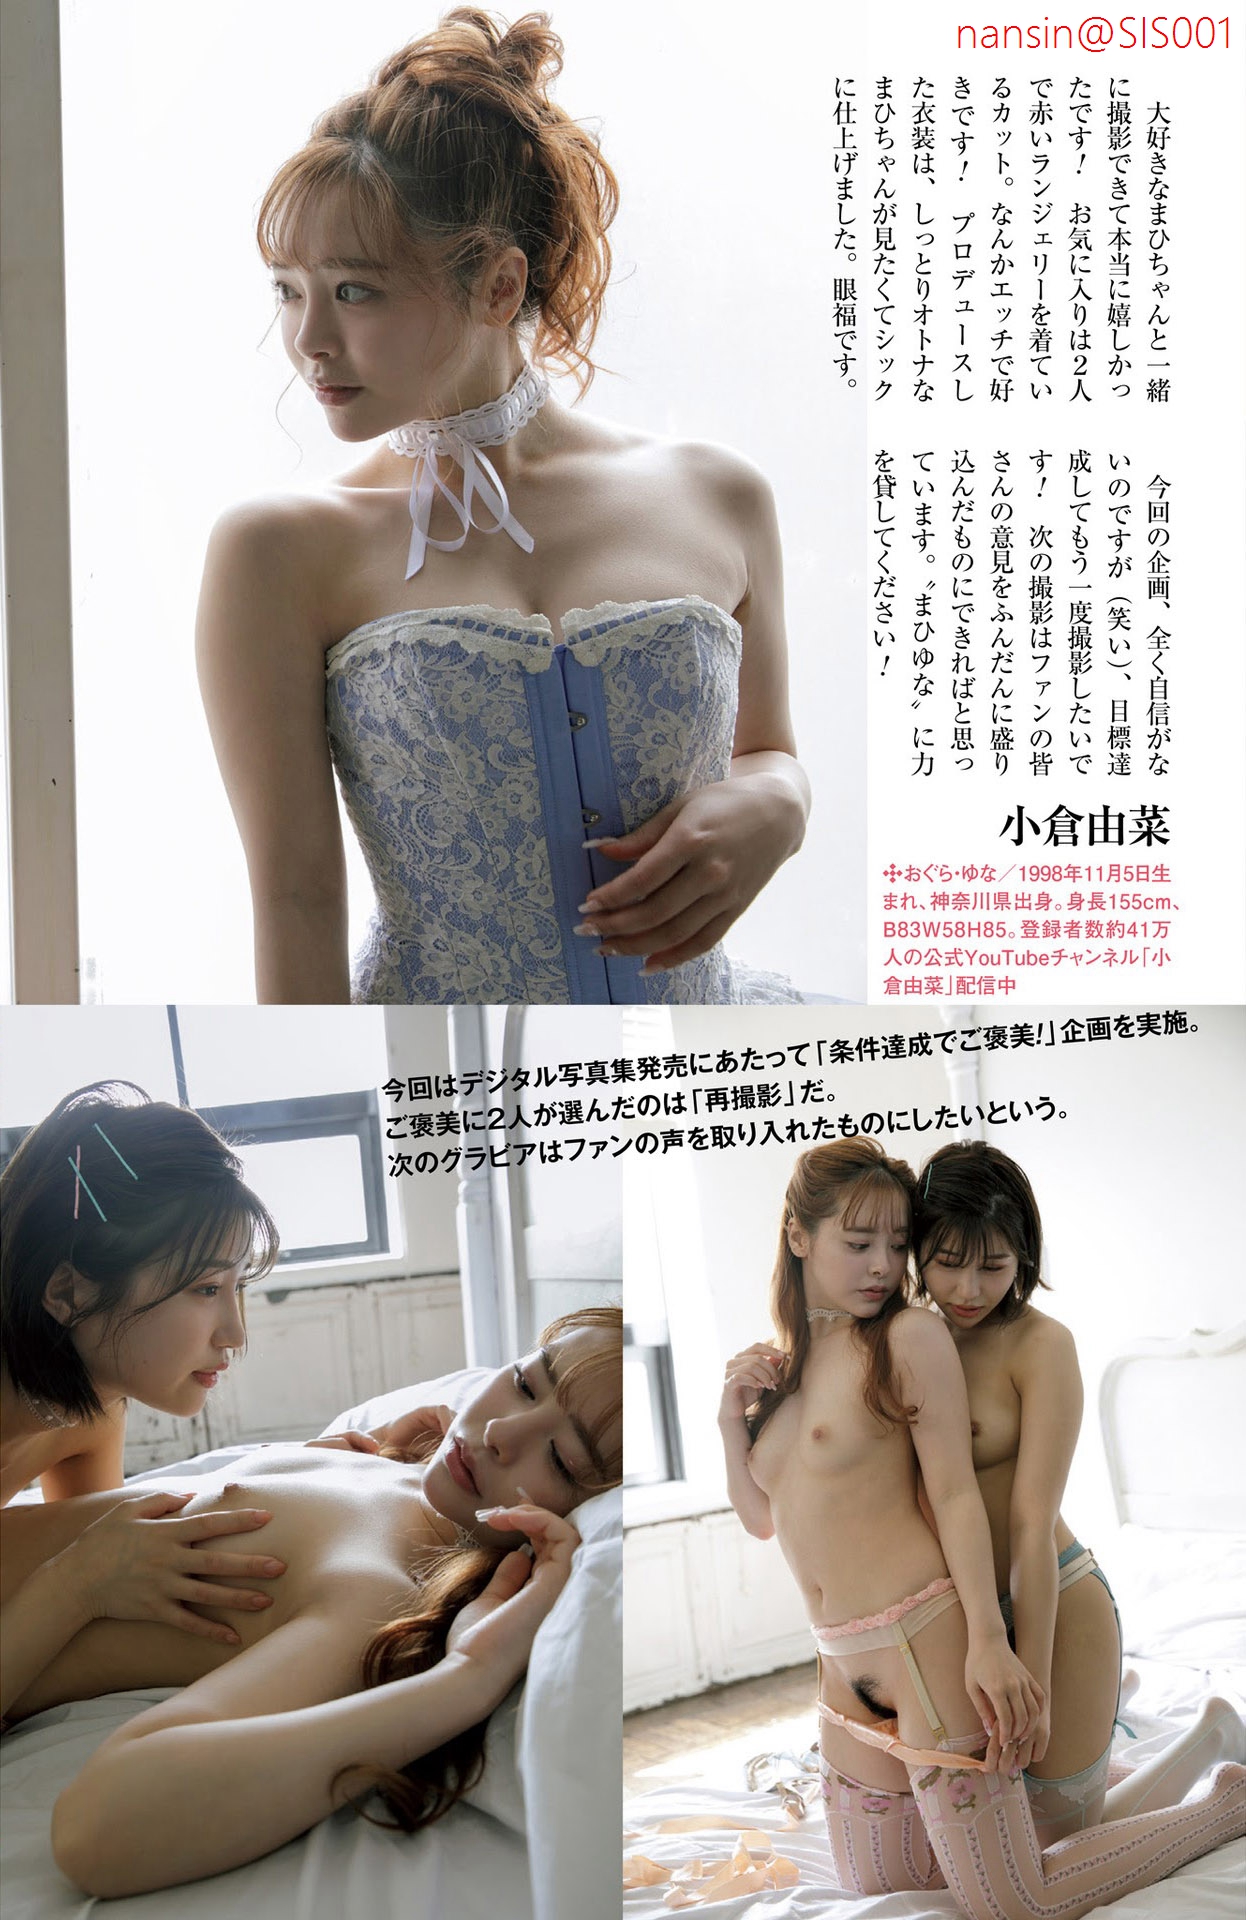 nansin@SIS001
大好きなまひちゃんと一緒
に撮影できて本当に嬉しかっ
たです！　お気に入りは２人
で赤いランジェリーを着てい
るカット。なんかエッチで好
きです！　プロデュースし
た衣装は、しっとりオトナな
まひちゃんが見たくてシック
に仕上げました。眼福です。
今回の企画、全く自信がな
いのですが（笑い）、目標達
成してもう一度撮影したいで
す！　次の撮影はファンの皆
さんの意見をふんだんに盛り
込んだものにできればと思っ
ています。〝まひゆな〟に力
を貸してください！
小倉由菜
✣おぐら・ゆな／1998年11月5日生
まれ、神奈川県出身。身長155cm、
B83W58H85。登録者数約41万
人の公式YouTubeチャンネル「小
倉由菜」配信中
今回はデジタル写真集発売にあたって「条件達成でご褒美！」企画を実施。
ご褒美に２人が選んだのは「再撮影」だ。
次のグラビアはファンの声を取り入れたものにしたいという。